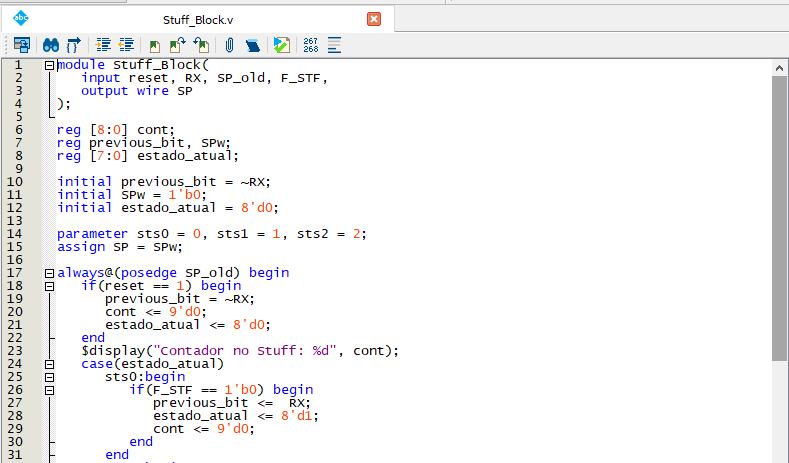 Stuff_Block.v
abc
267
268
1 module Stuff_Block(
2 input reset, RX, SP_old, F_STF,
3 output wire SP
4 );
5
6 reg [8:0] cont;
7 reg previous_bit, SPw;
8 reg [7:0] estado_atual;
9
10 initial previous_bit = ~RX;
11 initial SPw = 1'b0;
12 initial estado_atual = 8'd0;
13
14 parameter sts0 = 0, sts1 = 1, sts2 = 2;
15 assign SP = SPw;
16
17 always@(posedge SP_old) begin
18 if(reset == 1) begin
19 previous_bit = ~RX;
20 cont <= 9'd0;
21 estado_atual <= 8'd0;
22 end
23 $display("Contador no Stuff: %d", cont);
24 case(estado_atual)
25 sts0:begin
26 if(F_STF == 1'b0) begin
27 previous_bit <= RX;
28 estado_atual <= 8'd1;
29 cont <= 9'd0;
30 end
31 end